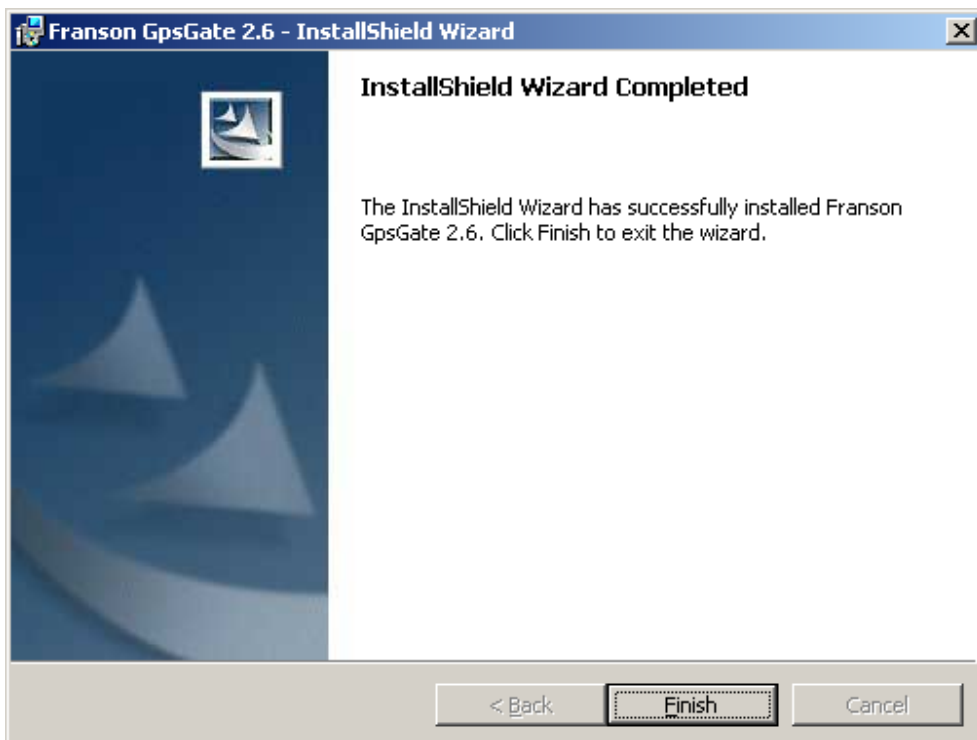 Franson GpsGate 2.6 - InstallShield Wizard
InstallShield Wizard Completed
The InstallShield Wizard has successfully installed Franson
GpsGate 2.6. Click Finish to exit the wizard.
< Back
Finish
Cancel